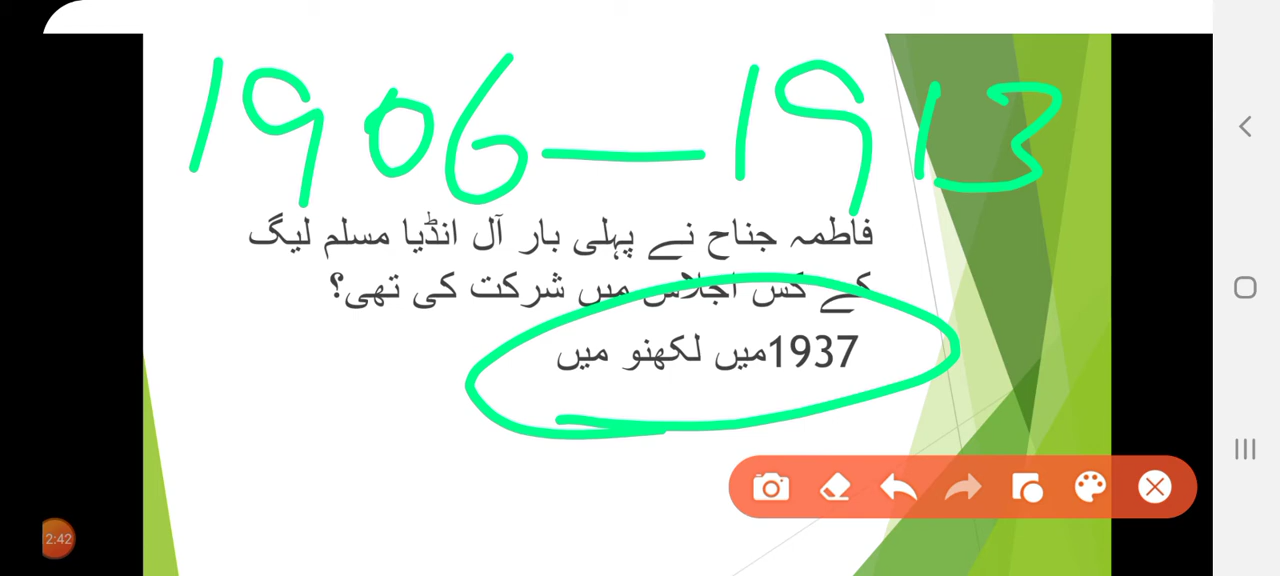 1906—1913
فاطمہ جناح نے پہلی بار آل انڈیا مسلم لیگ
کے کس اجلاس میں شرکت کی تھی؟
1937میں لکھنو میں
2:42